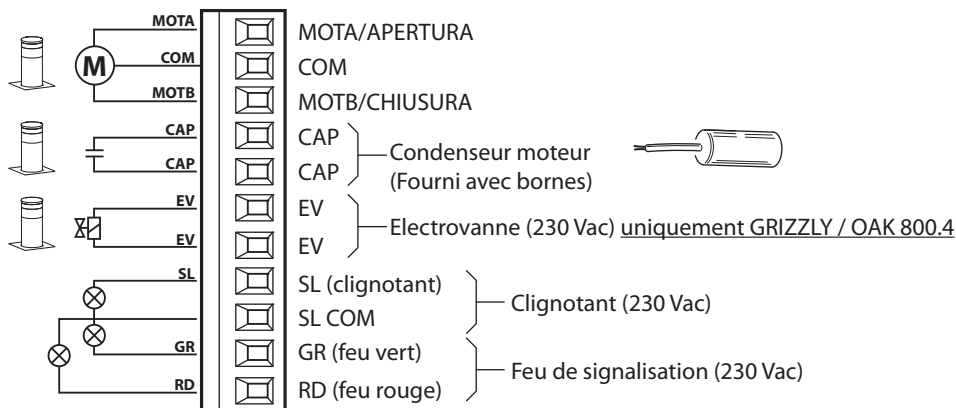 MOTA
MOTA/APERTURA
COM
COM
M
MOTB
MOTB/CHIUSURA
CAP
CAP
CAP
CAP
Condenseur moteur
(Fourni avec bornes)
EV
EV
EV
EV
Electrovanne (230 Vac) uniquement GRIZZLY / OAK 800.4
SL
SL (clignotant)
SL COM
Clignotant (230 Vac)
GR
GR (feu vert)
RD
RD (feu rouge)
Feu de signalisation (230 Vac)